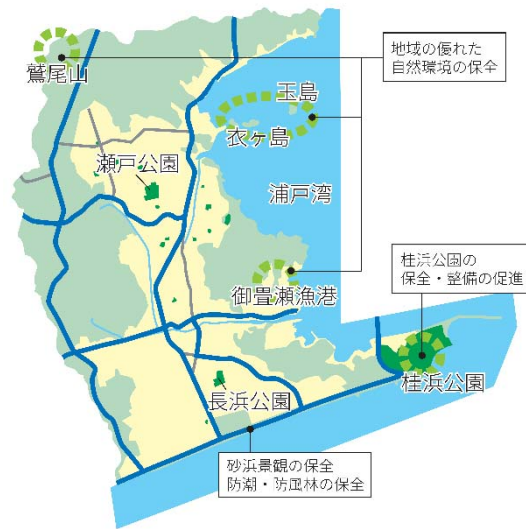 地域の優れた
自然環境の保全
鷲尾山
玉島
衣ヶ島
瀬戸公園
浦戸湾
桂浜公園の
保全・整備の促進
御畳瀬漁港
桂浜公園
長浜公園
砂浜景観の保全
防潮・防風林の保全